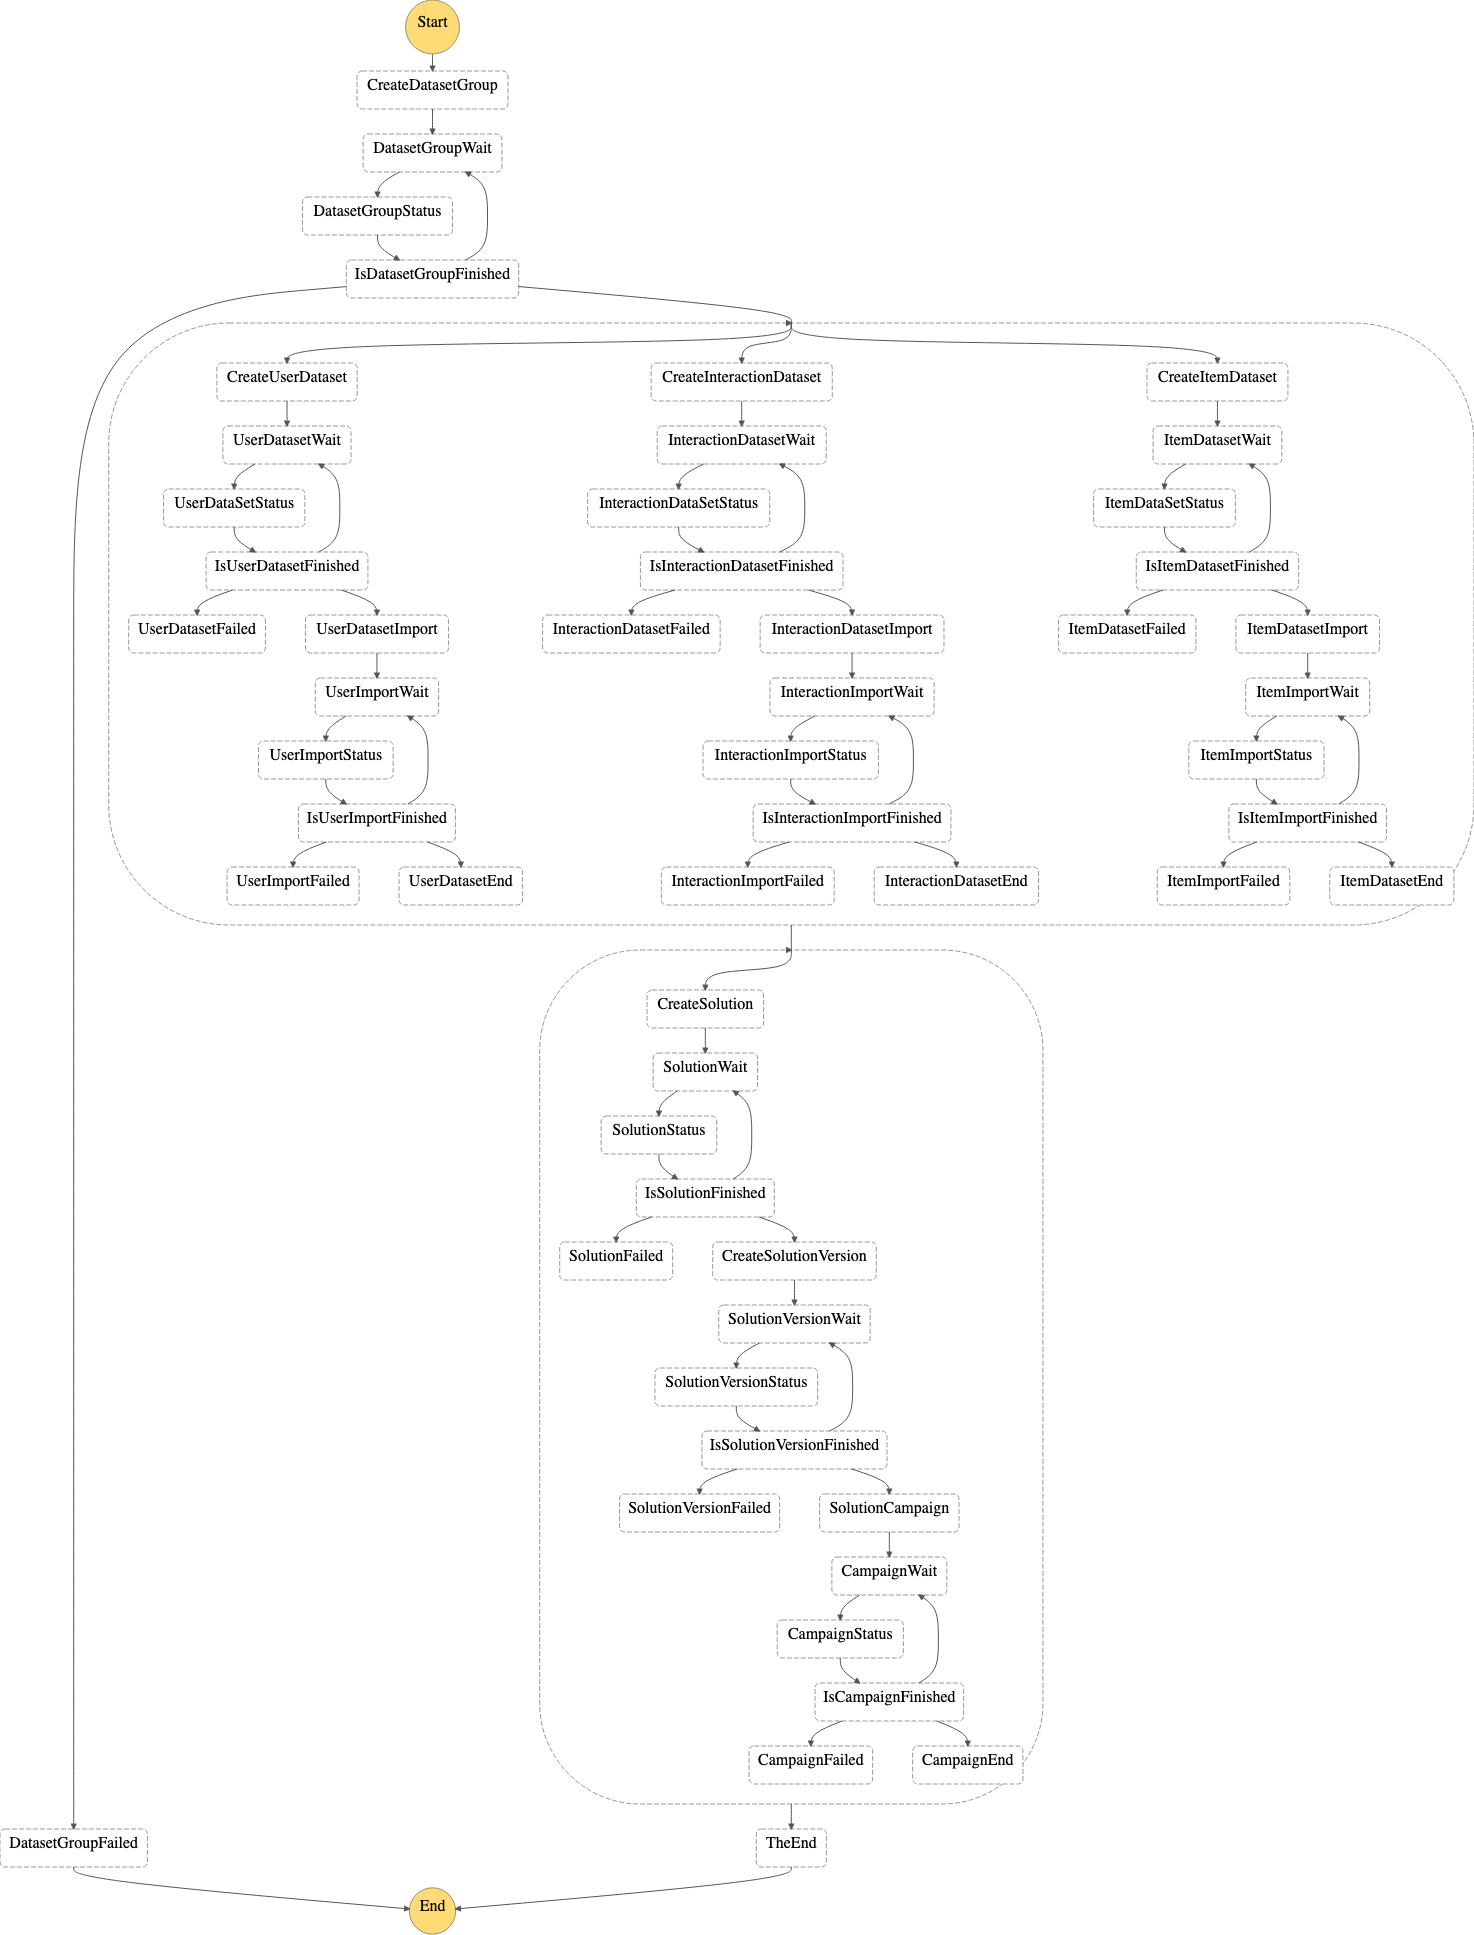 Start
CreateDatasetGroup
DatasetGroupWait
DatasetGroupStatus
IsDatasetGroupFinished
CreateUserDataset
CreateInteractionDataset
CreateItemDataset
UserDatasetWait
InteractionDatasetWait
ItemDatasetWait
UserDataSetStatus
InteractionDataSetStatus
ItemDataSetStatus
IsUserDatasetFinished
IsInteractionDatasetFinished
IsItemDatasetFinished
UserDatasetFailed
UserDatasetImport
InteractionDatasetFailed
InteractionDatasetImport
ItemDatasetFailed
ItemDatasetImport
UserImportWait
InteractionImportWait
ItemImportWait
UserImportStatus
InteractionImportStatus
ItemImportStatus
IsUserImportFinished
IsInteractionImportFinished
IsItemImportFinished
UserImportFailed
UserDatasetEnd
InteractionImportFailed
InteractionDatasetEnd
ItemImportFailed
ItemDatasetEnd
CreateSolution
SolutionWait
SolutionStatus
IsSolutionFinished
SolutionFailed
CreateSolutionVersion
SolutionVersionWait
SolutionVersionStatus
IsSolutionVersionFinished
SolutionVersionFailed
SolutionCampaign
CampaignWait
CampaignStatus
IsCampaignFinished
CampaignFailed
CampaignEnd
DatasetGroupFailed
TheEnd
End